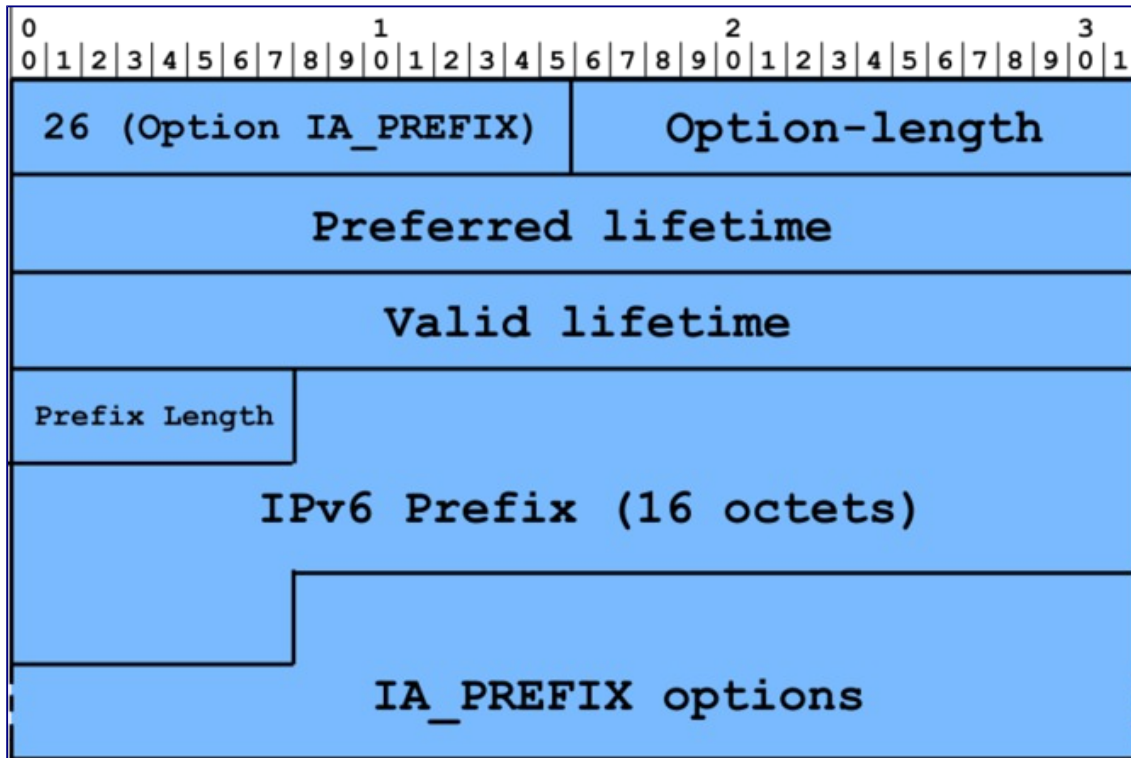 0 1 2 3
0 1 2 3 4 5 6 7 8 9 0 1 2 3 4 5 6 7 8 9 0 1 2 3 4 5 6 7 8 9 0 1
26 (Option IA_PREFIX) Option-length
Preferred lifetime
Valid lifetime
Prefix Length
IPv6 Prefix (16 octets)
IA_PREFIX options